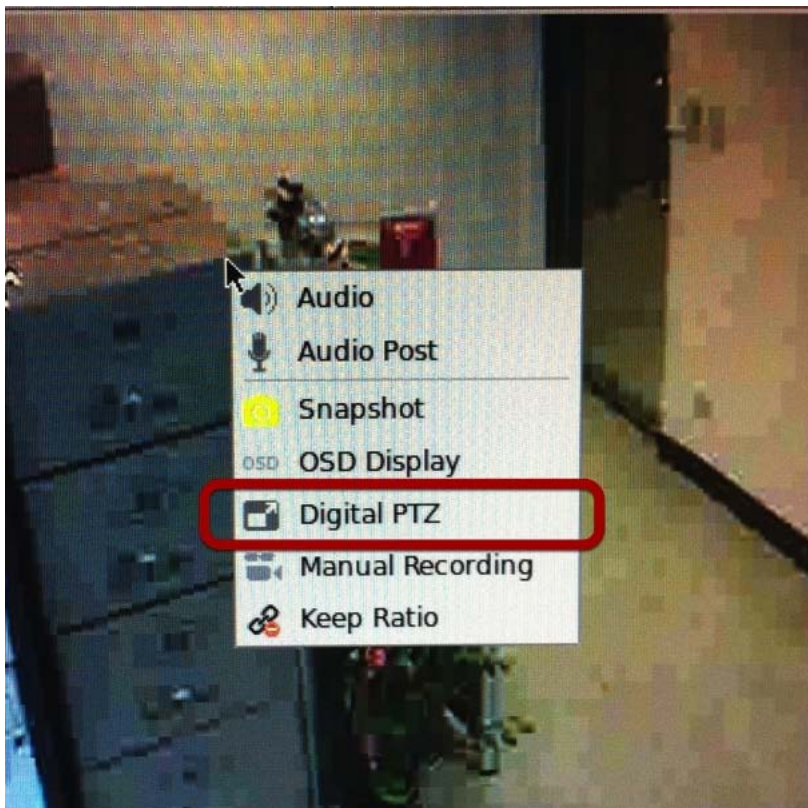 Audio
Audio Post
Snapshot
OSD OSD Display
Digital PTZ
Manual Recording
Keep Ratio